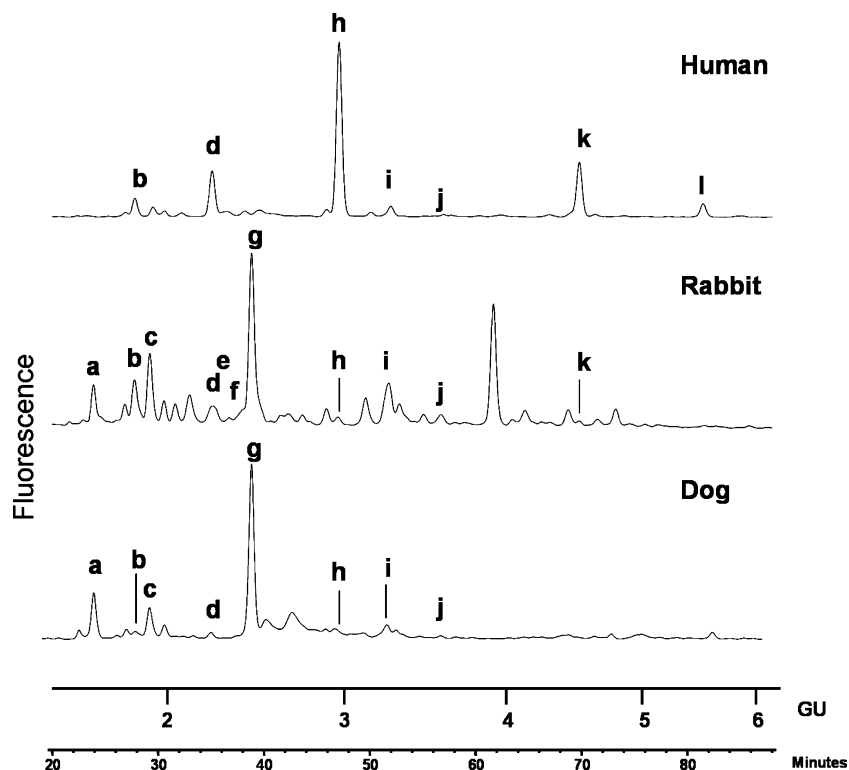 h
Human
d
k
b
i
j
l
g
Rabbit
c
e
h
i
k
a
b
d
f
j
Fluorescence
g
Dog
b
h
i
a
c
d
j
2 3 4 5 6 GU
20 30 40 50 60 70 80 Minutes